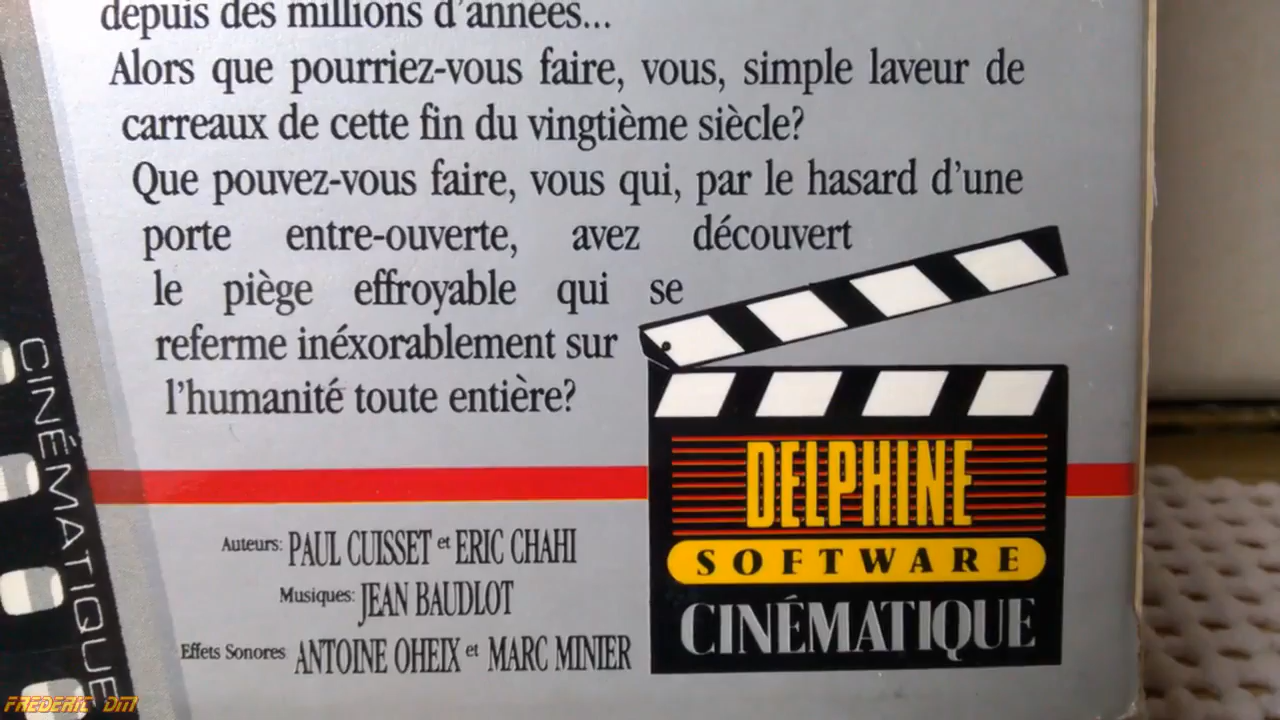 depuis des millions d'années...
Alors que pourriez-vous faire, vous, simple laveur de
carreaux de cette fin du vingtième siècle?
Que pouvez-vous faire, vous qui, par le hasard d'une
porte entre-ouverte, avez découvert
le piège effroyable qui se
referme inéxorablement sur
l'humanité toute entière?
Auteurs: PAUL CUISSET et ERIC CHAHI
Musiques: JEAN BAUDLOT
Effets Sonores: ANTOINE OHEIX et MARC MINIER
DELPHINE
SOFTWARE
CINÉMATIQUE
CINÉMATIQUE
FREDERIC DM